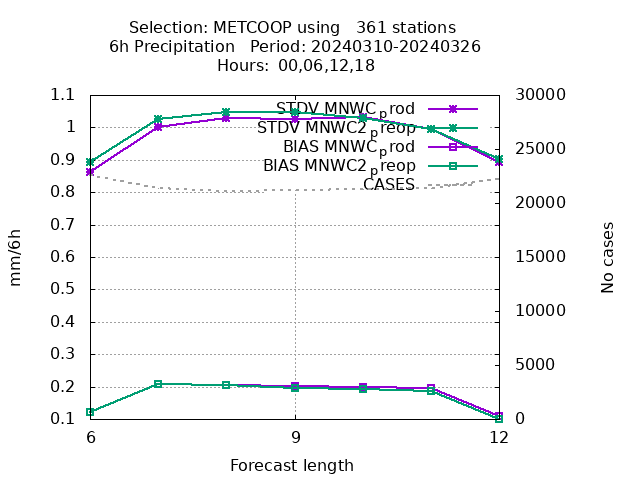 Selection: METCOOP using   361 stations
6h Precipitation   Period: 20240310-20240326
Hours:  00,06,12,18
1.1
1
0.9
0.8
0.7
0.6
0.5
0.4
0.3
0.2
0.1
mm/6h
STDV MNWC_prod
STDV MNWC2_preop
BIAS MNWC_prod
BIAS MNWC2_preop
CASES
30000
25000
20000
15000
10000
5000
0
No cases
6 9 12
Forecast length